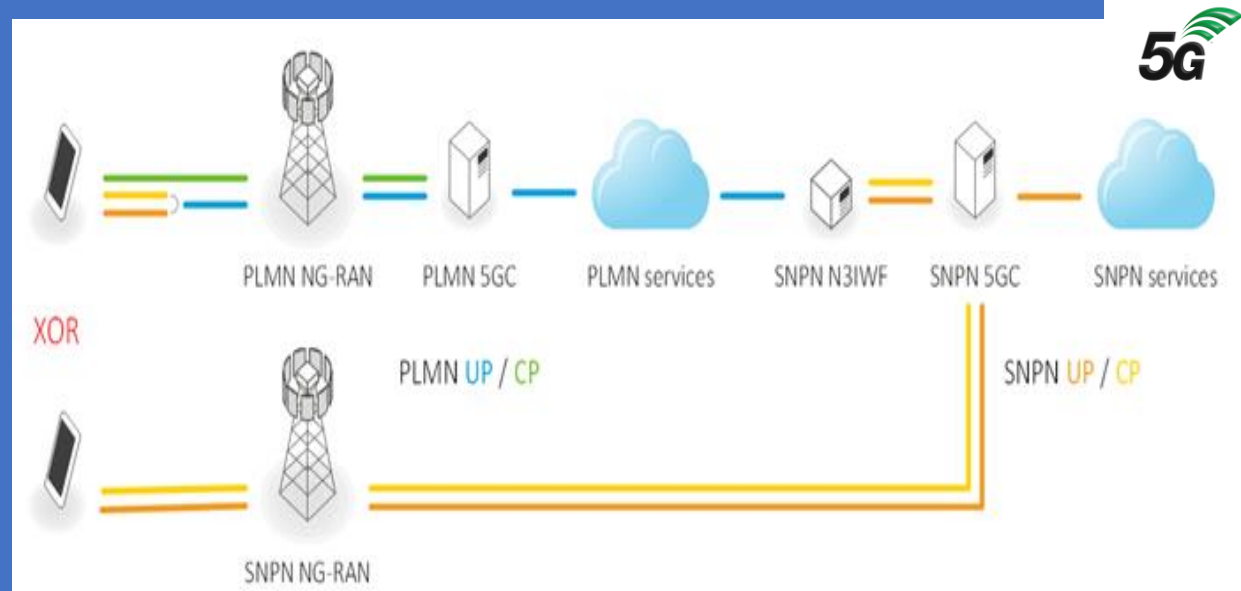 5G
PLMN NG-RAN
PLMN 5GC
PLMN services
SNPN N3IWF
SNPN 5GC
SNPN services
XOR
PLMN UP / CP
SNPN UP / CP
SNPN NG-RAN